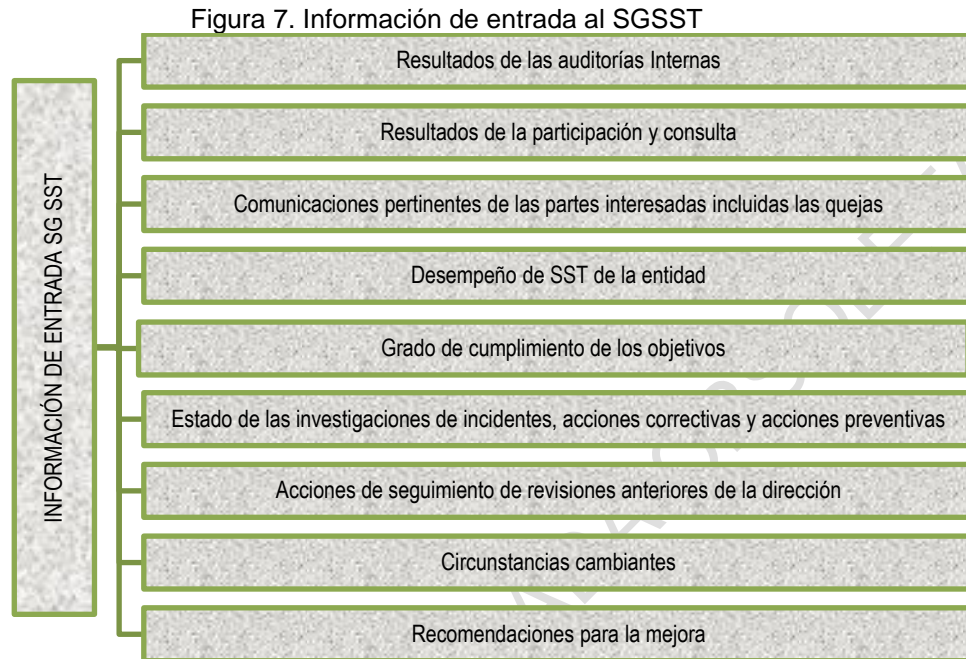 Figura 7. Información de entrada al SGSST
INFORMACIÓN DE ENTRADA SG SST
Resultados de las auditorías Internas
Resultados de la participación y consulta
Comunicaciones pertinentes de las partes interesadas incluidas las quejas
Desempeño de SST de la entidad
Grado de cumplimiento de los objetivos
Estado de las investigaciones de incidentes, acciones correctivas y acciones preventivas
Acciones de seguimiento de revisiones anteriores de la dirección
Circunstancias cambiantes
Recomendaciones para la mejora